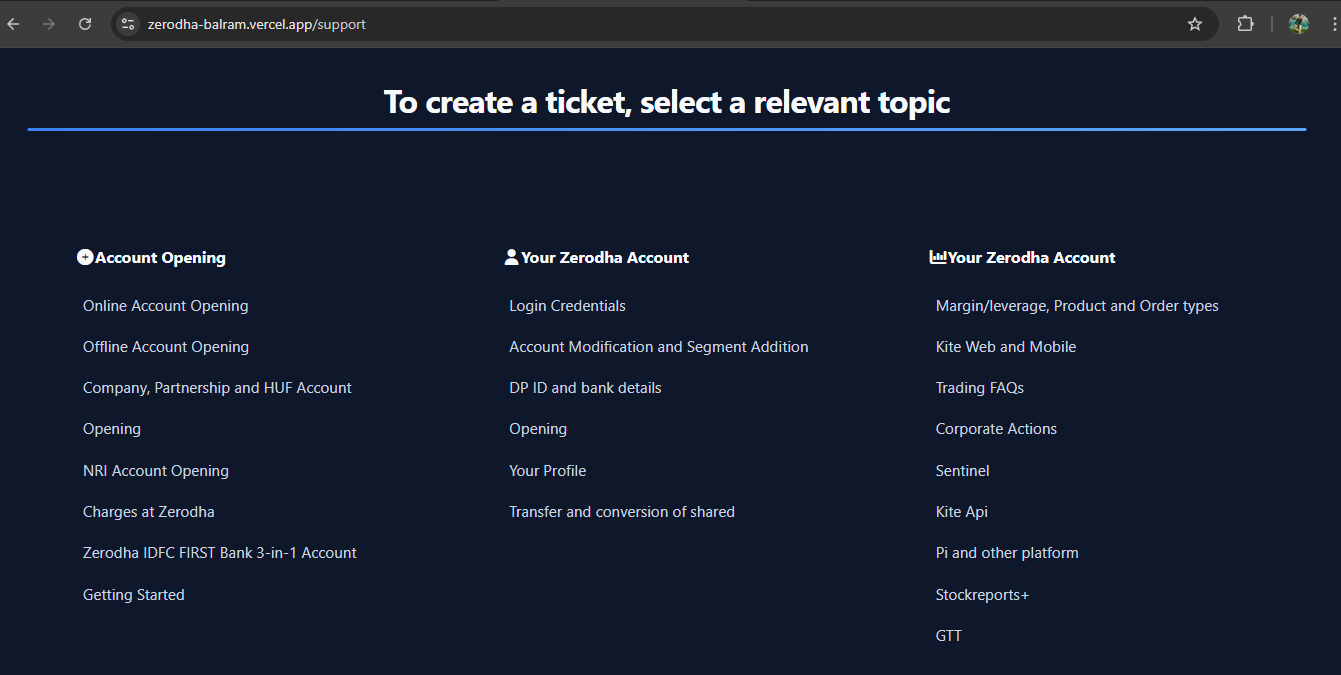 zerodha-balram.vercel.app/support
To create a ticket, select a relevant topic
Account Opening
Online Account Opening
Offline Account Opening
Company, Partnership and HUF Account
Opening
NRI Account Opening
Charges at Zerodha
Zerodha IDFC FIRST Bank 3-in-1 Account
Getting Started
Your Zerodha Account
Login Credentials
Account Modification and Segment Addition
DP ID and bank details
Opening
Your Profile
Transfer and conversion of shared
Your Zerodha Account
Margin/leverage, Product and Order types
Kite Web and Mobile
Trading FAQs
Corporate Actions
Sentinel
Kite Api
Pi and other platform
Stockreports+
GTT